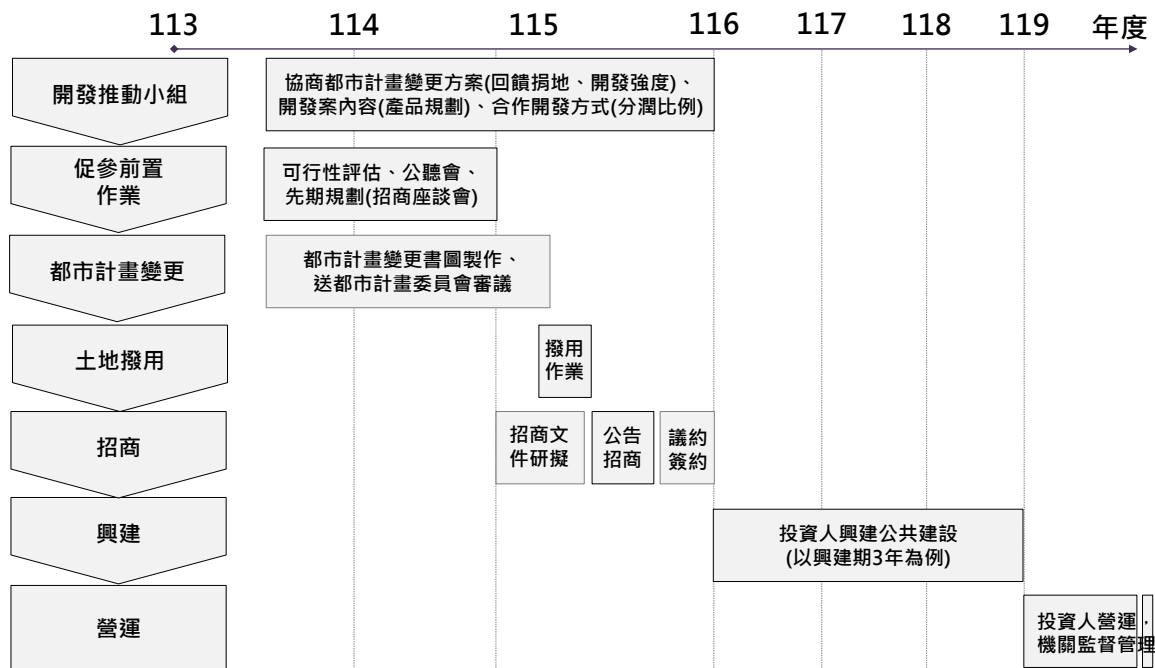 113 114 115 116 117 118 119 年度
開發推動小組
協商都市計畫變更方案(回饋捐地、開發強度)、
開發案內容(產品規劃)、合作開發方式(分潤比例)
促參前置
作業
可行性評估、公聽會、
先期規劃(招商座談會)
都市計畫變更
都市計畫變更書圖製作、
送都市計畫委員會審議
土地撥用
撥用
作業
招商
招商文
件研擬
公告
招商
議約
簽約
興建
投資人興建公共建設
(以興建期3年為例)
營運
投資人營運，
機關監督管理